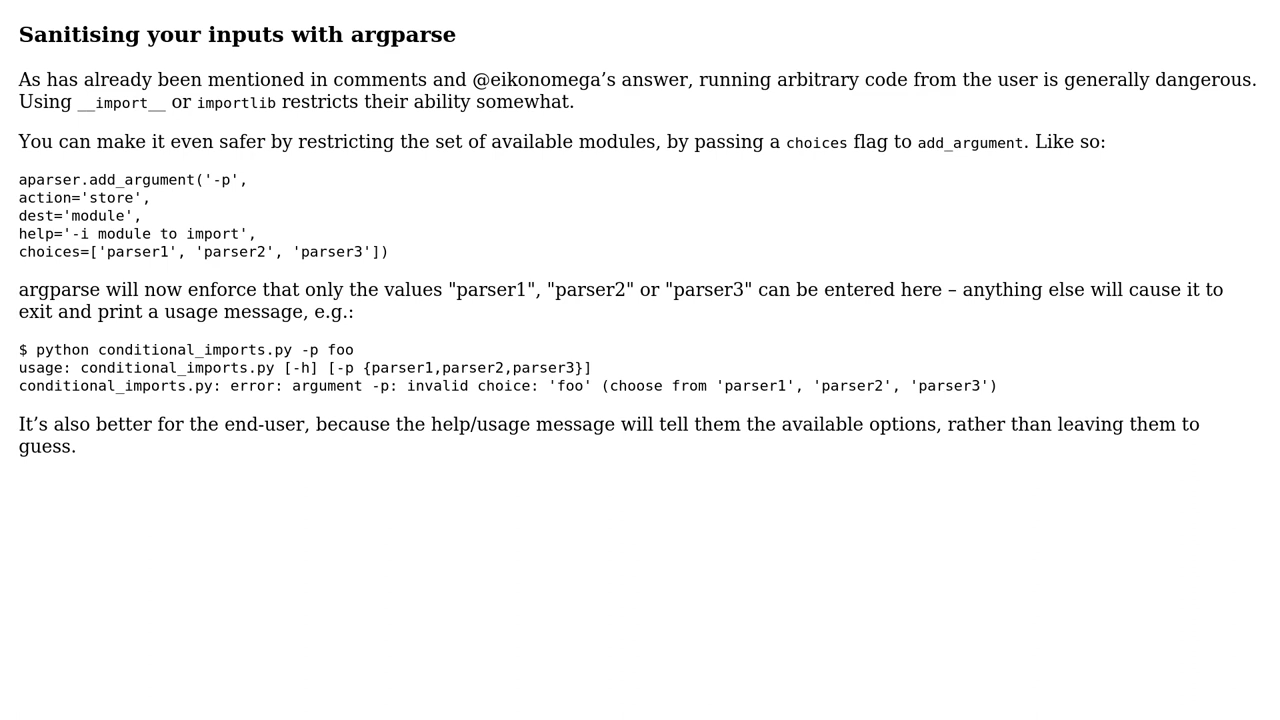 Sanitising your inputs with argparse
As has already been mentioned in comments and @eikonomega’s answer, running arbitrary code from the user is generally dangerous.
Using __import__ or importlib restricts their ability somewhat.
You can make it even safer by restricting the set of available modules, by passing a choices flag to add_argument. Like so:
aparser.add_argument('-p',
action='store',
dest='module',
help='-i module to import',
choices=['parser1', 'parser2', 'parser3'])
argparse will now enforce that only the values "parser1", "parser2" or "parser3" can be entered here – anything else will cause it to
exit and print a usage message, e.g.:
$ python conditional_imports.py -p foo
usage: conditional_imports.py [-h] [-p {parser1,parser2,parser3}]
conditional_imports.py: error: argument -p: invalid choice: 'foo' (choose from 'parser1', 'parser2', 'parser3')
It’s also better for the end-user, because the help/usage message will tell them the available options, rather than leaving them to
guess.